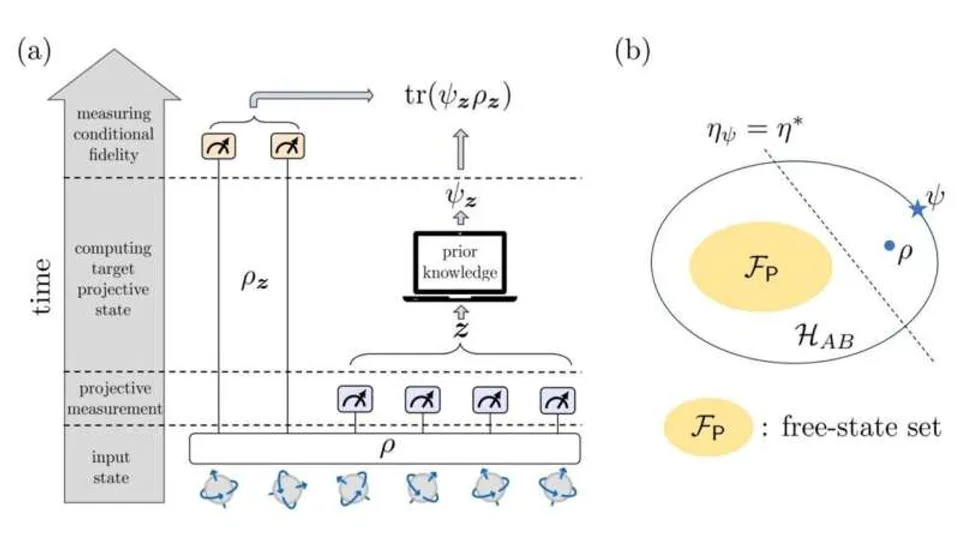 (a)
measuring
conditional
fidelity
computing
target
projective
state
projective
measurement
input
state
time
tr(ψ_z ρ_z)
ψ_z
prior
knowledge
z
ρ_z
ρ
(b)
η_ψ = η*
ψ
ρ
ℱ_P
ℋ_AB
ℱ_P : free-state set